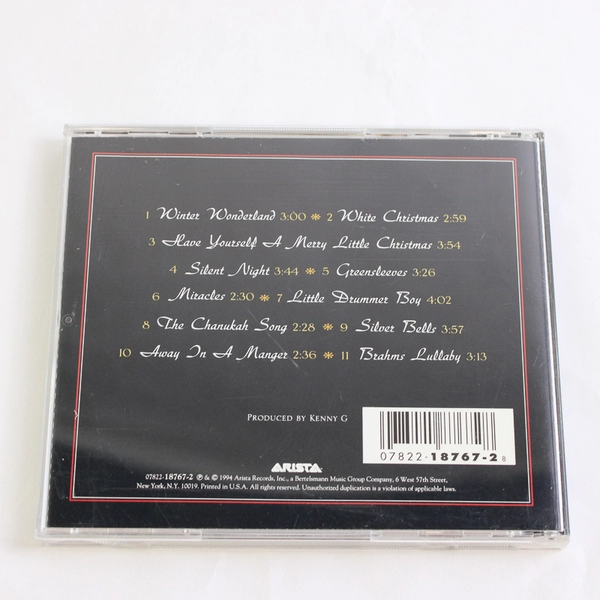 1 Winter Wonderland 3:00 ❋ 2 White Christmas 2:59
3 Have Yourself A Merry Little Christmas 3:54
4 Silent Night 3:44 ❋ 5 Greensleeves 3:26
6 Miracles 2:30 ❋ 7 Little Drummer Boy 4:02
8 The Chanukah Song 2:28 ❋ 9 Silver Bells 3:57
10 Away In A Manger 2:36 ❋ 11 Brahms Lullaby 3:13
Produced by Kenny G
07822-18767-2 8
ARISTA
07822-18767-2 ℗ & © 1994 Arista Records, Inc., a Bertelsmann Music Group Company, 6 West 57th Street,
New York, N.Y. 10019. Printed in U.S.A. All rights reserved. Unauthorized duplication is a violation of applicable laws.